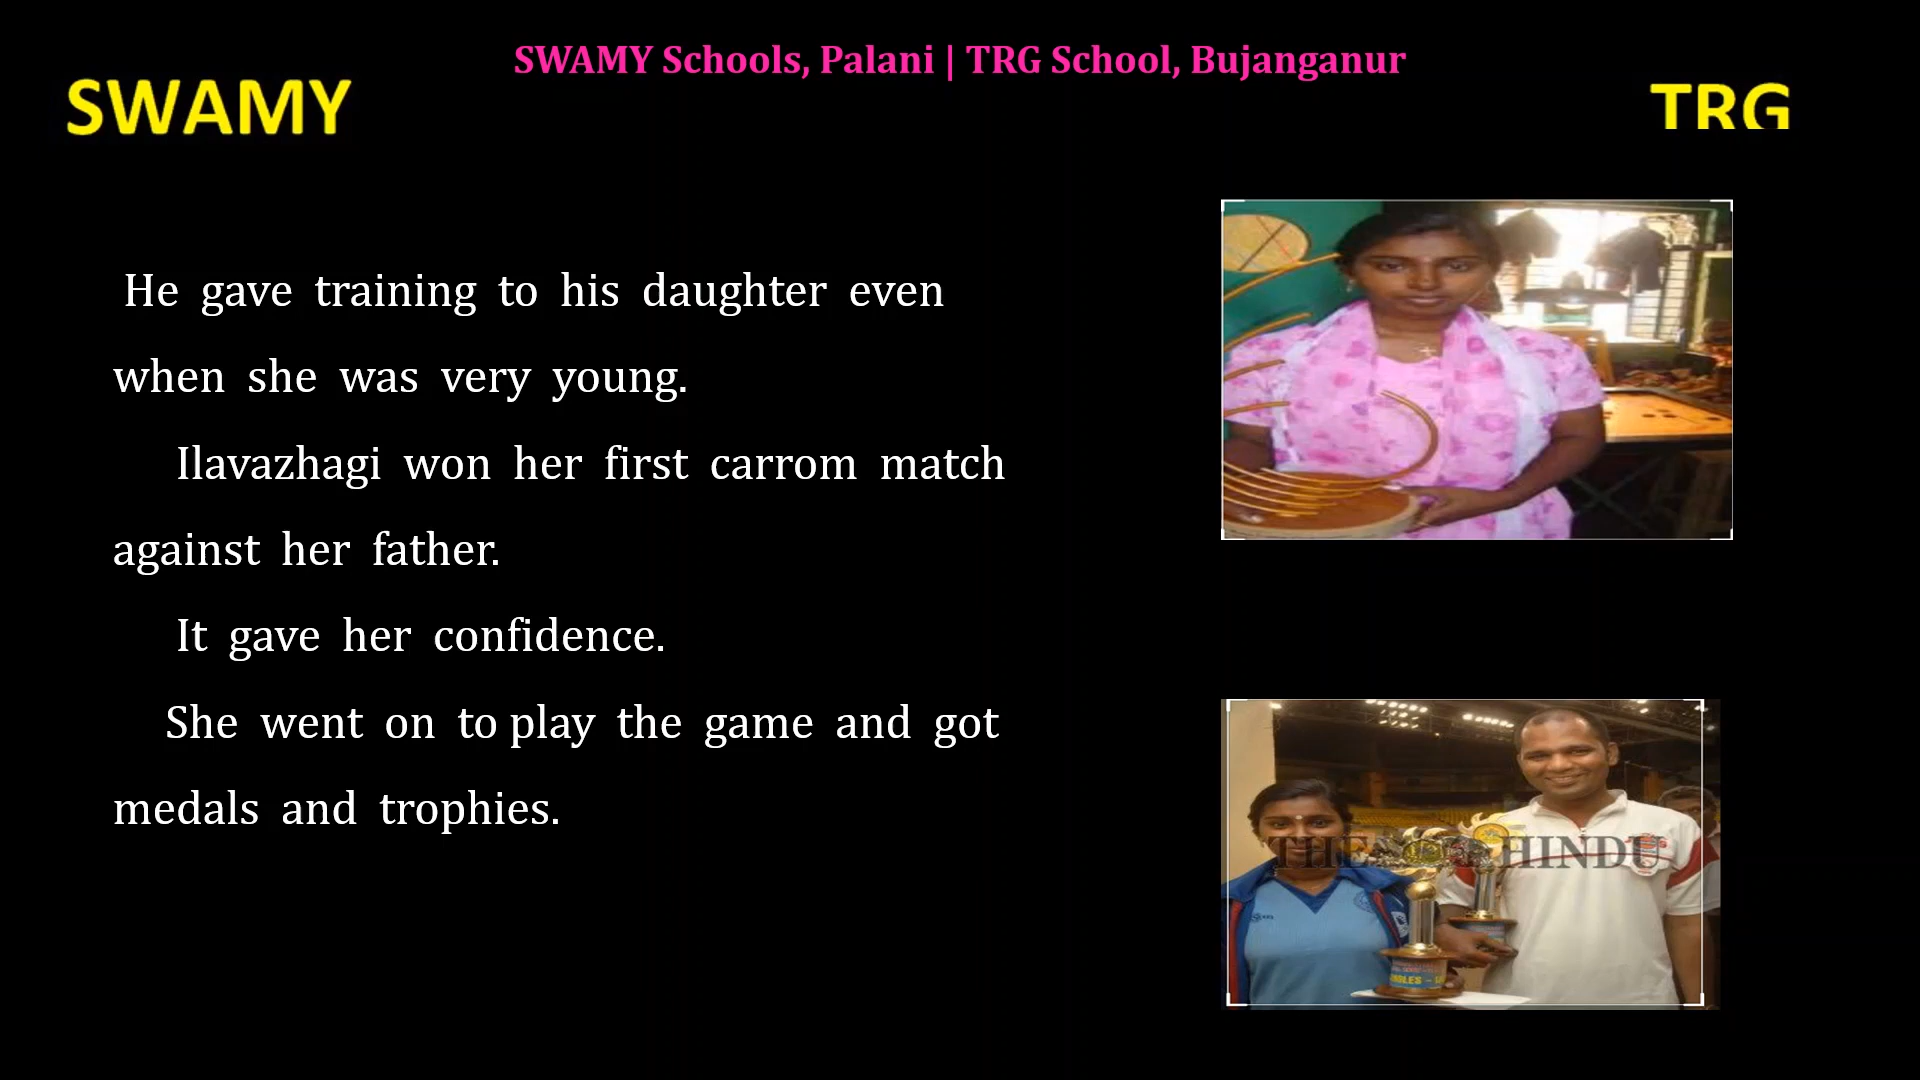 SWAMY Schools, Palani | TRG School, Bujanganur
SWAMY
TRG
He gave training to his daughter even
when she was very young.
Ilavazhagi won her first carrom match
against her father.
It gave her confidence.
She went on to play the game and got
medals and trophies.
THE HINDU